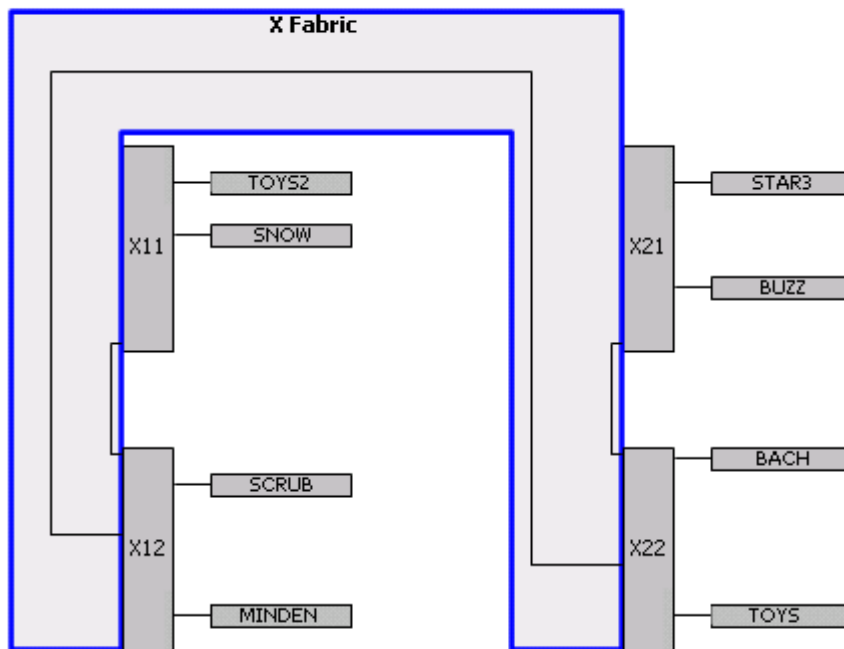 X Fabric
TOYS2
STAR3
SNOW
X11
X21
BUZZ
BACH
SCRUB
X12
X22
MINDEN
TOYS